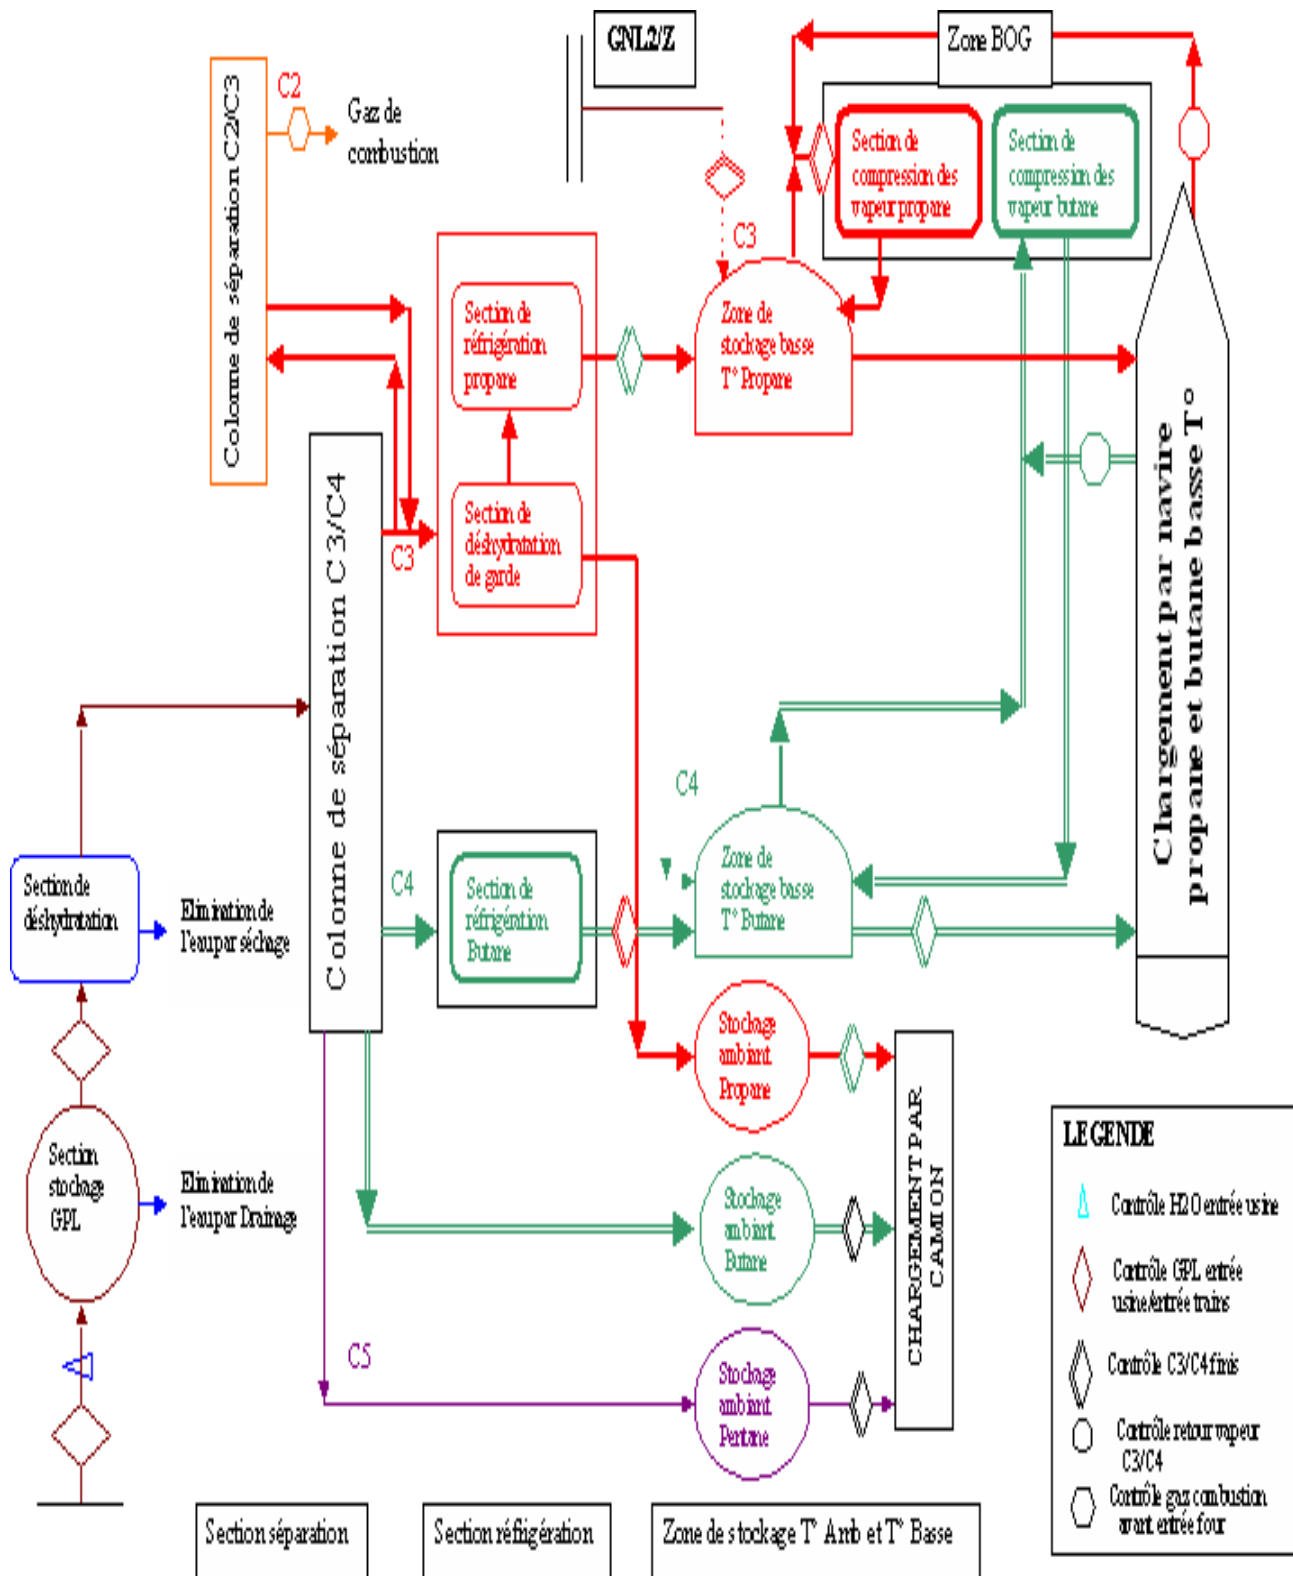 GNL2/Z
Zone BOG
Colonne de séparation C2/C3
C2
Gaz de
combustion
Section de
compression des
vapeur propane
Section de
compression des
vapeur butane
C3
Section de
réfrigération
propane
Zone de
stockage basse
T° Propane
Section de
déshydratation
de garde
C3
Colonne de séparation C3/C4
Chargement par navire
propane et butane basse T°
C4
Zone de
stockage basse
T° Butane
C4
Section de
réfrigération
Butane
Section de
déshydratation
Elimination de
l'eau par séchage
Section
stockage
GPL
Elimination de
l'eau par Drainage
Stockage
ambiant
Propane
Stockage
ambiant
Butane
C5
Stockage
ambiant
Pentane
CHARGEMENT PAR
CAMION
LEGENDE
Contrôle H2O entrée usine
Contrôle GPL entrée
usine/entrée trains
Contrôle C3/C4 finis
Contrôle retour vapeur
C3/C4
Contrôle gaz combustion
avant entrée four
Section séparation
Section réfrigération
Zone de stockage T° Amb et T° Basse